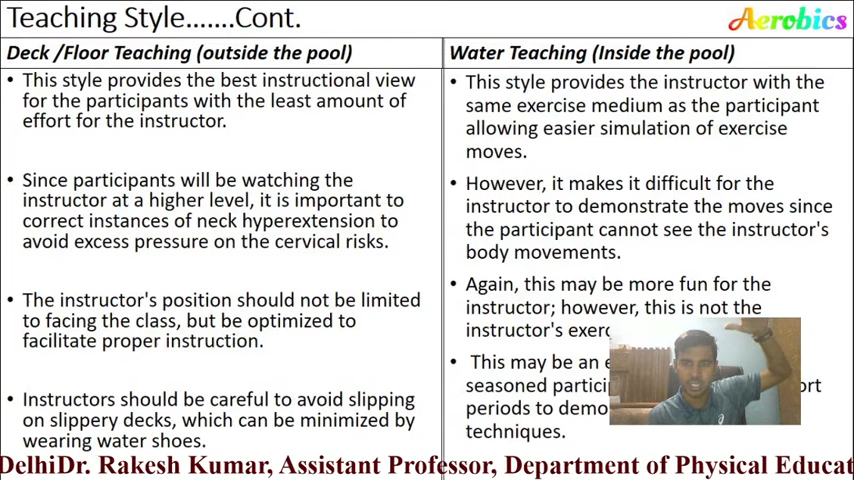 Teaching Style…….Cont.
Aerobics
Deck /Floor Teaching (outside the pool)
• This style provides the best instructional view
for the participants with the least amount of
effort for the instructor.
• Since participants will be watching the
instructor at a higher level, it is important to
correct instances of neck hyperextension to
avoid excess pressure on the cervical risks.
• The instructor's position should not be limited
to facing the class, but be optimized to
facilitate proper instruction.
• Instructors should be careful to avoid slipping
on slippery decks, which can be minimized by
wearing water shoes.
Water Teaching (Inside the pool)
• This style provides the instructor with the
same exercise medium as the participant
allowing easier simulation of exercise
moves.
• However, it makes it difficult for the
instructor to demonstrate the moves since
the participant cannot see the instructor's
body movements.
• Again, this may be more fun for the
instructor; however, this is not the
instructor's
• This may be an
seasoned
periods to
techniques.
DelhiDr. Rakesh Kumar, Assistant Professor, Department of Physical